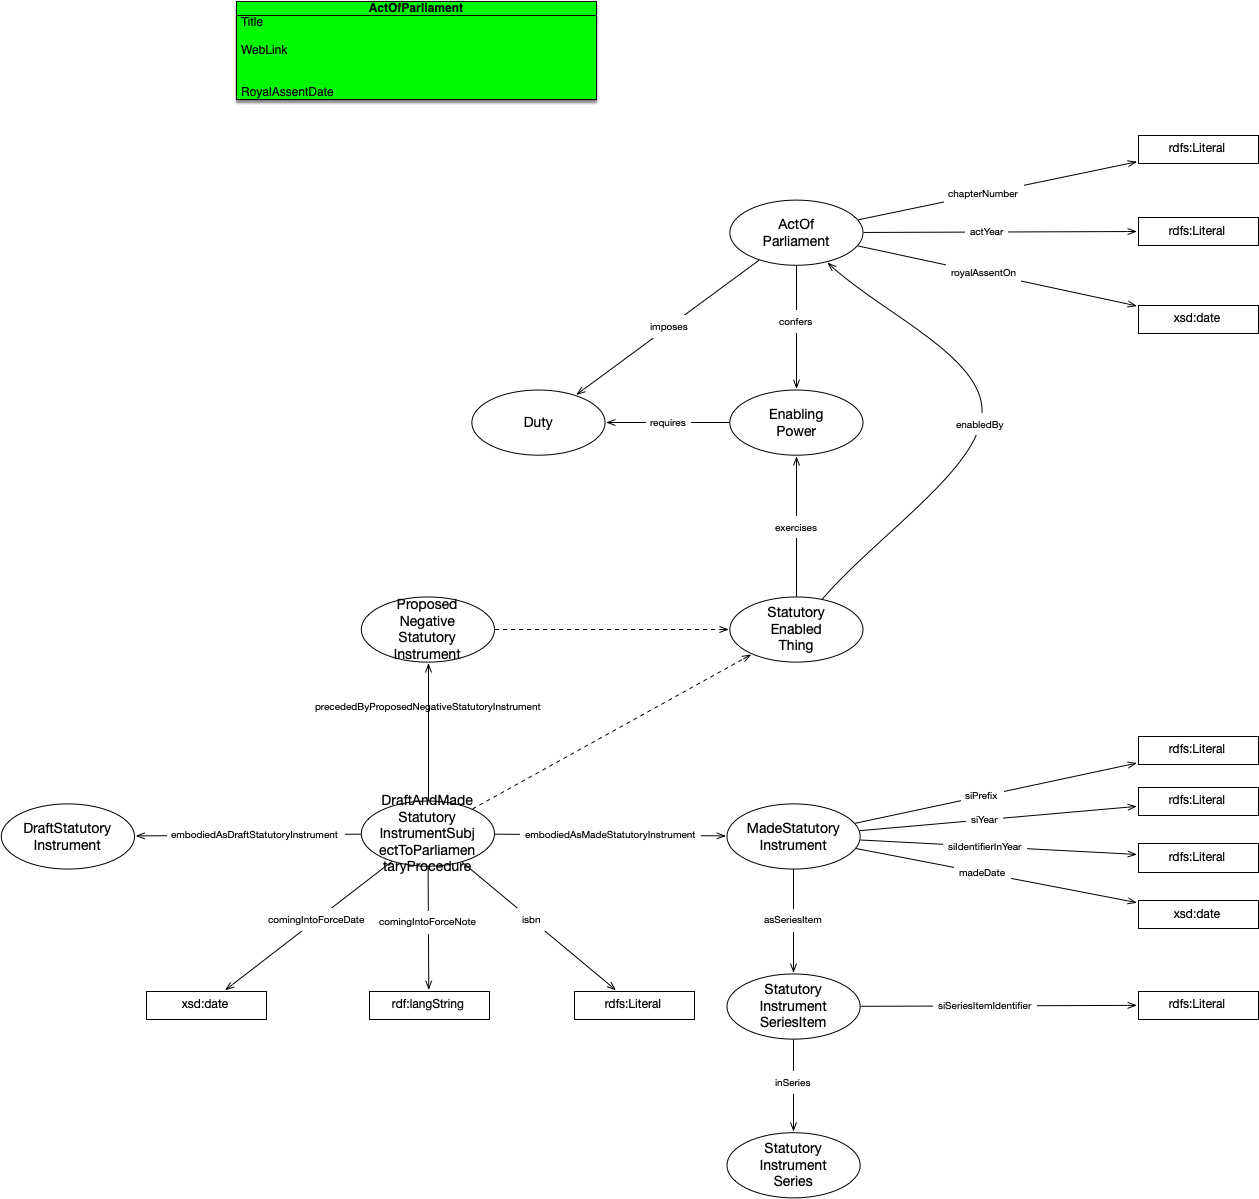 ActOfParliament
Title
WebLink
RoyalAssentDate
rdfs:Literal
chapterNumber
ActOf
Parliament
actYear
rdfs:Literal
royalAssentOn
xsd:date
imposes
confers
Duty
requires
Enabling
Power
enabledBy
exercises
Proposed
Negative
Statutory
Instrument
Statutory
Enabled
Thing
precededByProposedNegativeStatutoryInstrument
rdfs:Literal
siPrefix
rdfs:Literal
siYear
DraftStatutory
Instrument
embodiedAsDraftStatutoryInstrument
DraftAndMade
Statutory
InstrumentSubj
ectToParliamen
taryProcedure
embodiedAsMadeStatutoryInstrument
MadeStatutory
Instrument
siIdentifierInYear
rdfs:Literal
madeDate
xsd:date
comingIntoForceDate
comingIntoForceNote
isbn
asSeriesItem
xsd:date
rdf:langString
rdfs:Literal
Statutory
Instrument
SeriesItem
siSeriesItemIdentifier
rdfs:Literal
inSeries
Statutory
Instrument
Series